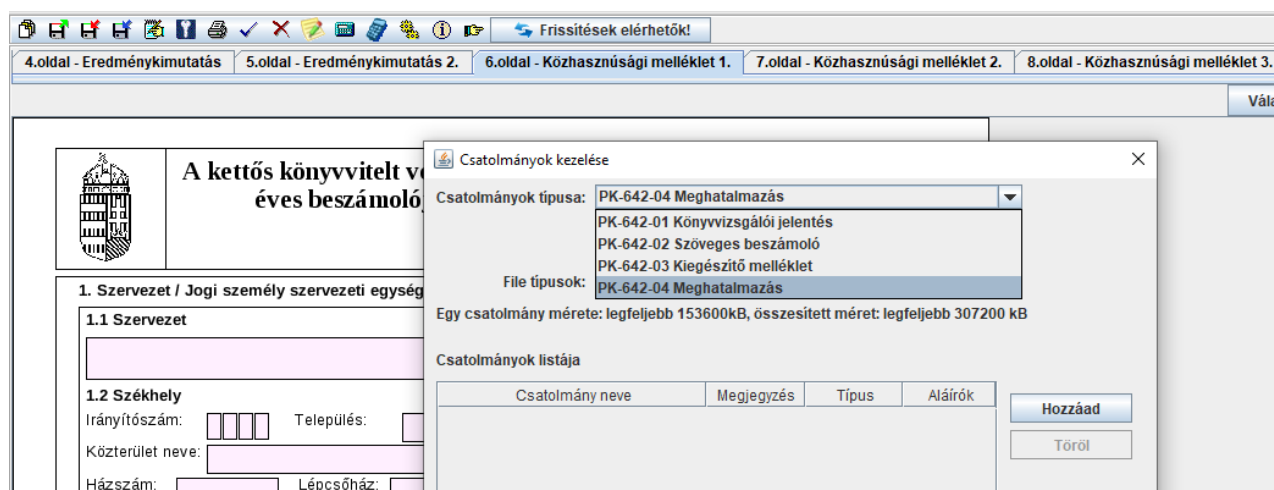 Frissítések elérhetők!
4.oldal - Eredménykimutatás 5.oldal - Eredménykimutatás 2. 6.oldal - Közhasznúsági melléklet 1. 7.oldal - Közhasznúsági melléklet 2. 8.oldal - Közhasznúsági melléklet 3.
A kettős könyvvitelt
éves beszámoló
1. Szervezet / Jogi személy szervezeti egység
1.1 Szervezet
1.2 Székhely
Irányítószám: Település:
Közterület neve:
Házszám: Lépcsőház:
Csatolmányok kezelése
Csatolmányok típusa: PK-642-04 Meghatalmazás
PK-642-01 Könyvvizsgálói jelentés
PK-642-02 Szöveges beszámoló
PK-642-03 Kiegészítő melléklet
File típusok: PK-642-04 Meghatalmazás
Egy csatolmány mérete: legfeljebb 153600kB, összesített méret: legfeljebb 307200 kB
Csatolmányok listája
Csatolmány neve Megjegyzés Típus Aláírók
Hozzáad
Töröl